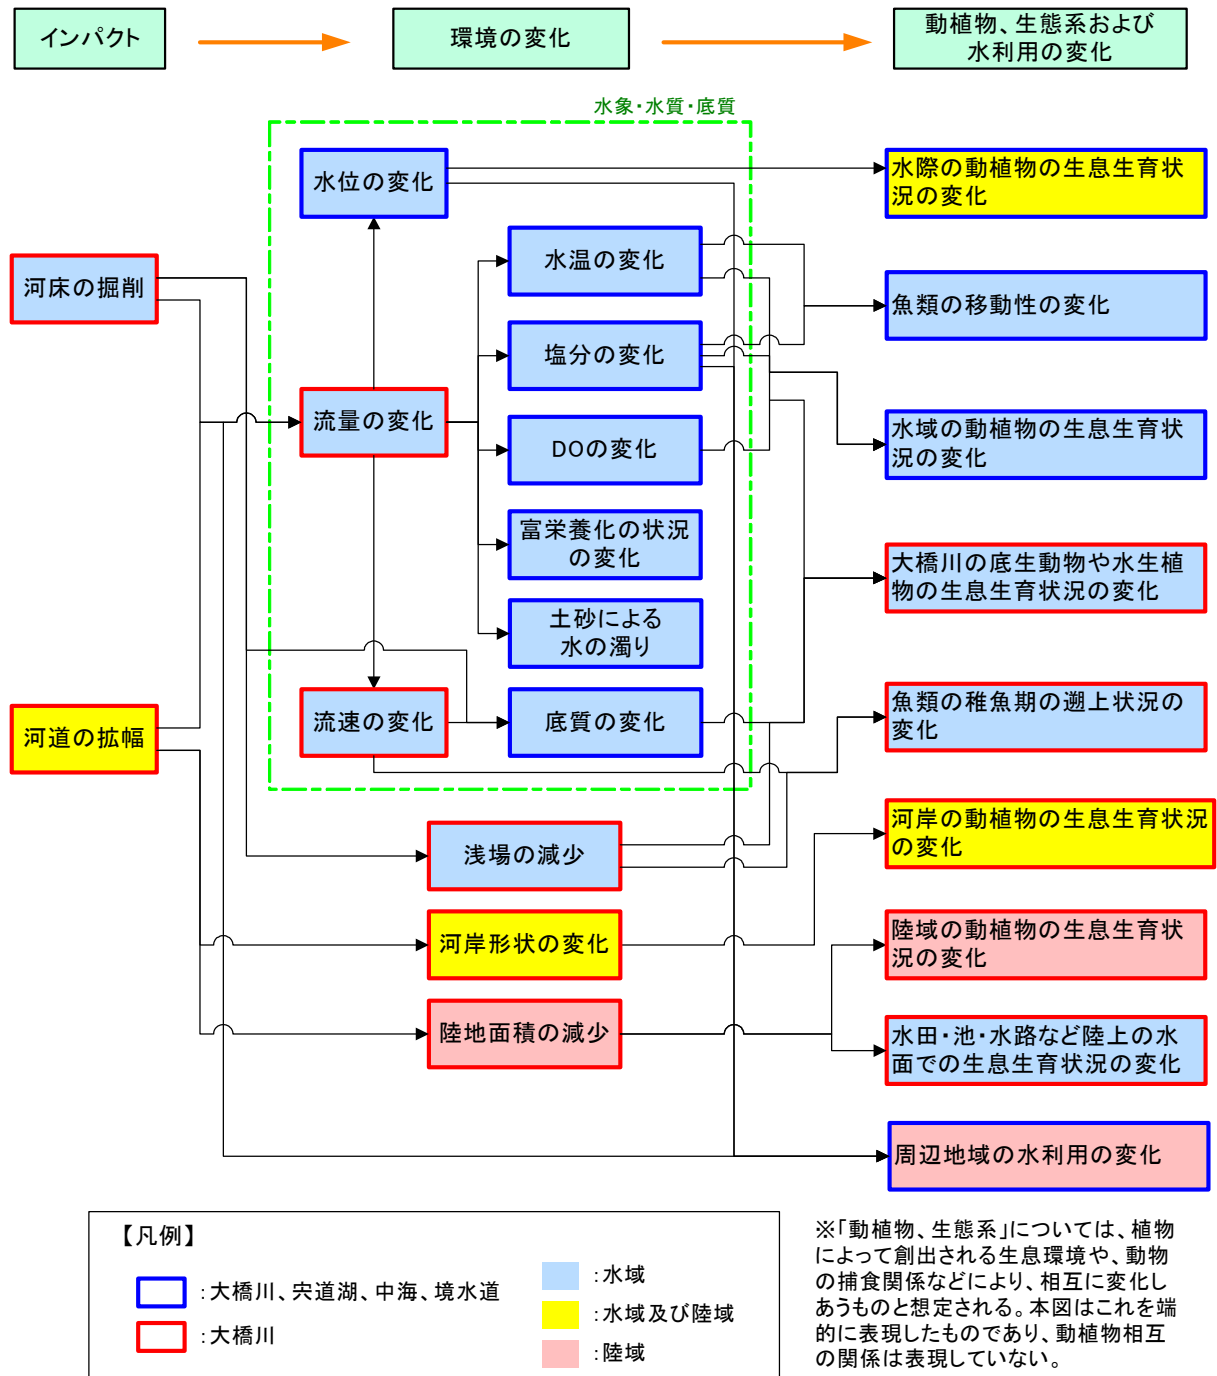 インパクト
環境の変化
動植物、生態系および
水利用の変化
水象・水質・底質
水位の変化
水際の動植物の生息生育状
況の変化
水温の変化
河床の掘削
魚類の移動性の変化
塩分の変化
流量の変化
水域の動植物の生息生育状
況の変化
DOの変化
富栄養化の状況
の変化
大橋川の底生動物や水生植
物の生息生育状況の変化
土砂による
水の濁り
流速の変化
底質の変化
魚類の稚魚期の遡上状況の
変化
河道の拡幅
浅場の減少
河岸の動植物の生息生育状況
の変化
河岸形状の変化
陸域の動植物の生息生育状
況の変化
陸地面積の減少
水田・池・水路など陸上の水
面での生息生育状況の変化
周辺地域の水利用の変化
【凡例】
:大橋川、宍道湖、中海、境水道
:大橋川
:水域
:水域及び陸域
:陸域
※「動植物、生態系」については、植物
によって創出される生息環境や、動物
の捕食関係などにより、相互に変化し
あうものと想定される。本図はこれを端
的に表現したものであり、動植物相互
の関係は表現していない。